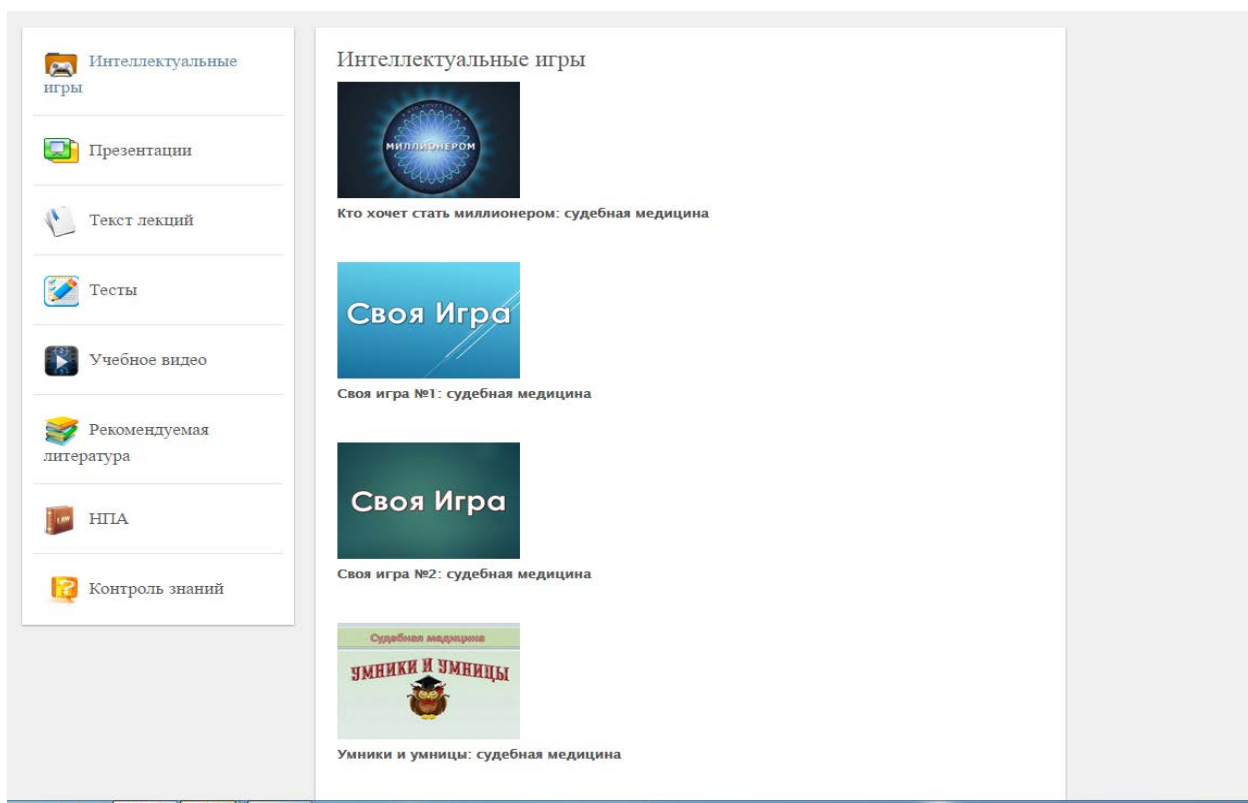 Интеллектуальные
игры
Презентации
Текст лекций
Тесты
Учебное видео
Рекомендуемая
литература
НПА
Контроль знаний
Интеллектуальные игры
МИЛЛИОНЕРОМ
Кто хочет стать миллионером: судебная медицина
Своя Игра
Своя игра №1: судебная медицина
Своя Игра
Своя игра №2: судебная медицина
Судебная медицина
УМНИКИ И УМНИЦЫ
Умники и умницы: судебная медицина